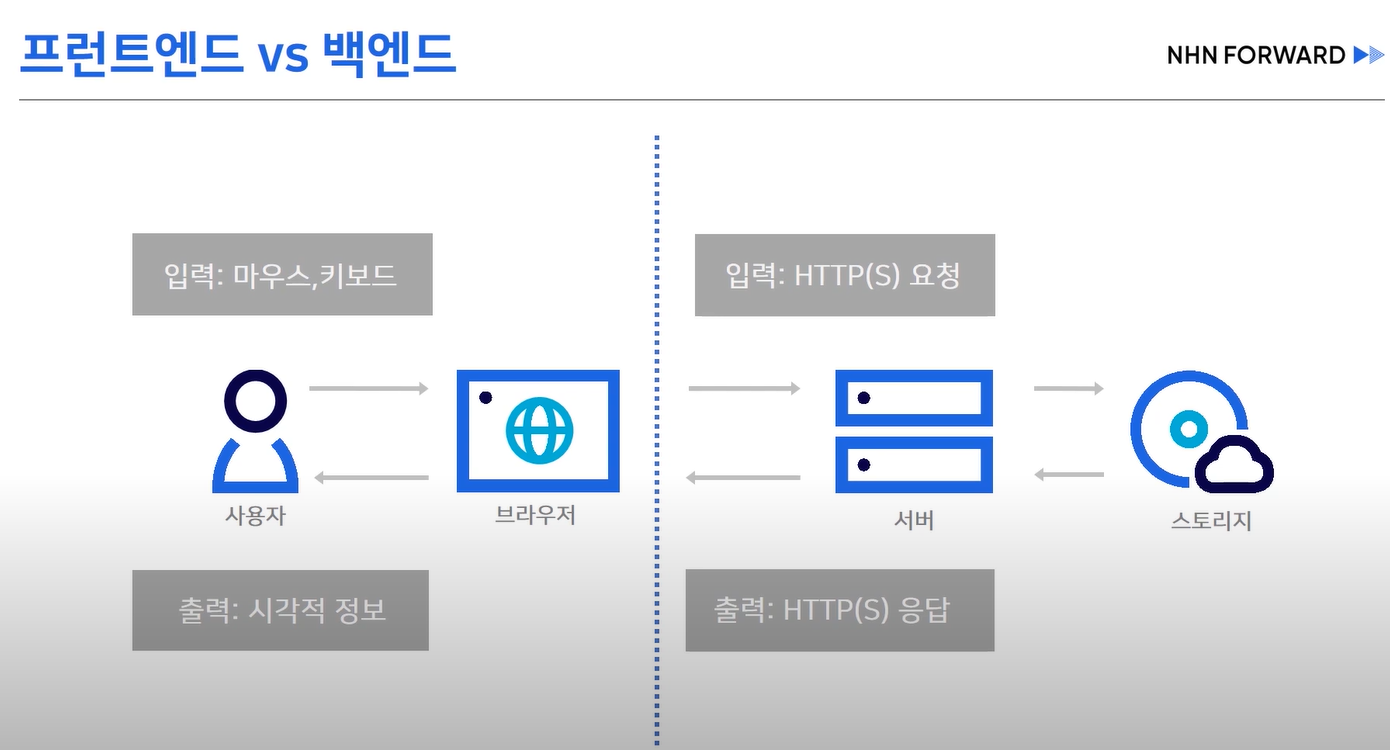 프런트엔드 vs 백엔드
NHN FORWARD
입력: 마우스,키보드
입력: HTTP(S) 요청
사용자
브라우저
서버
스토리지
출력: 시각적 정보
출력: HTTP(S) 응답